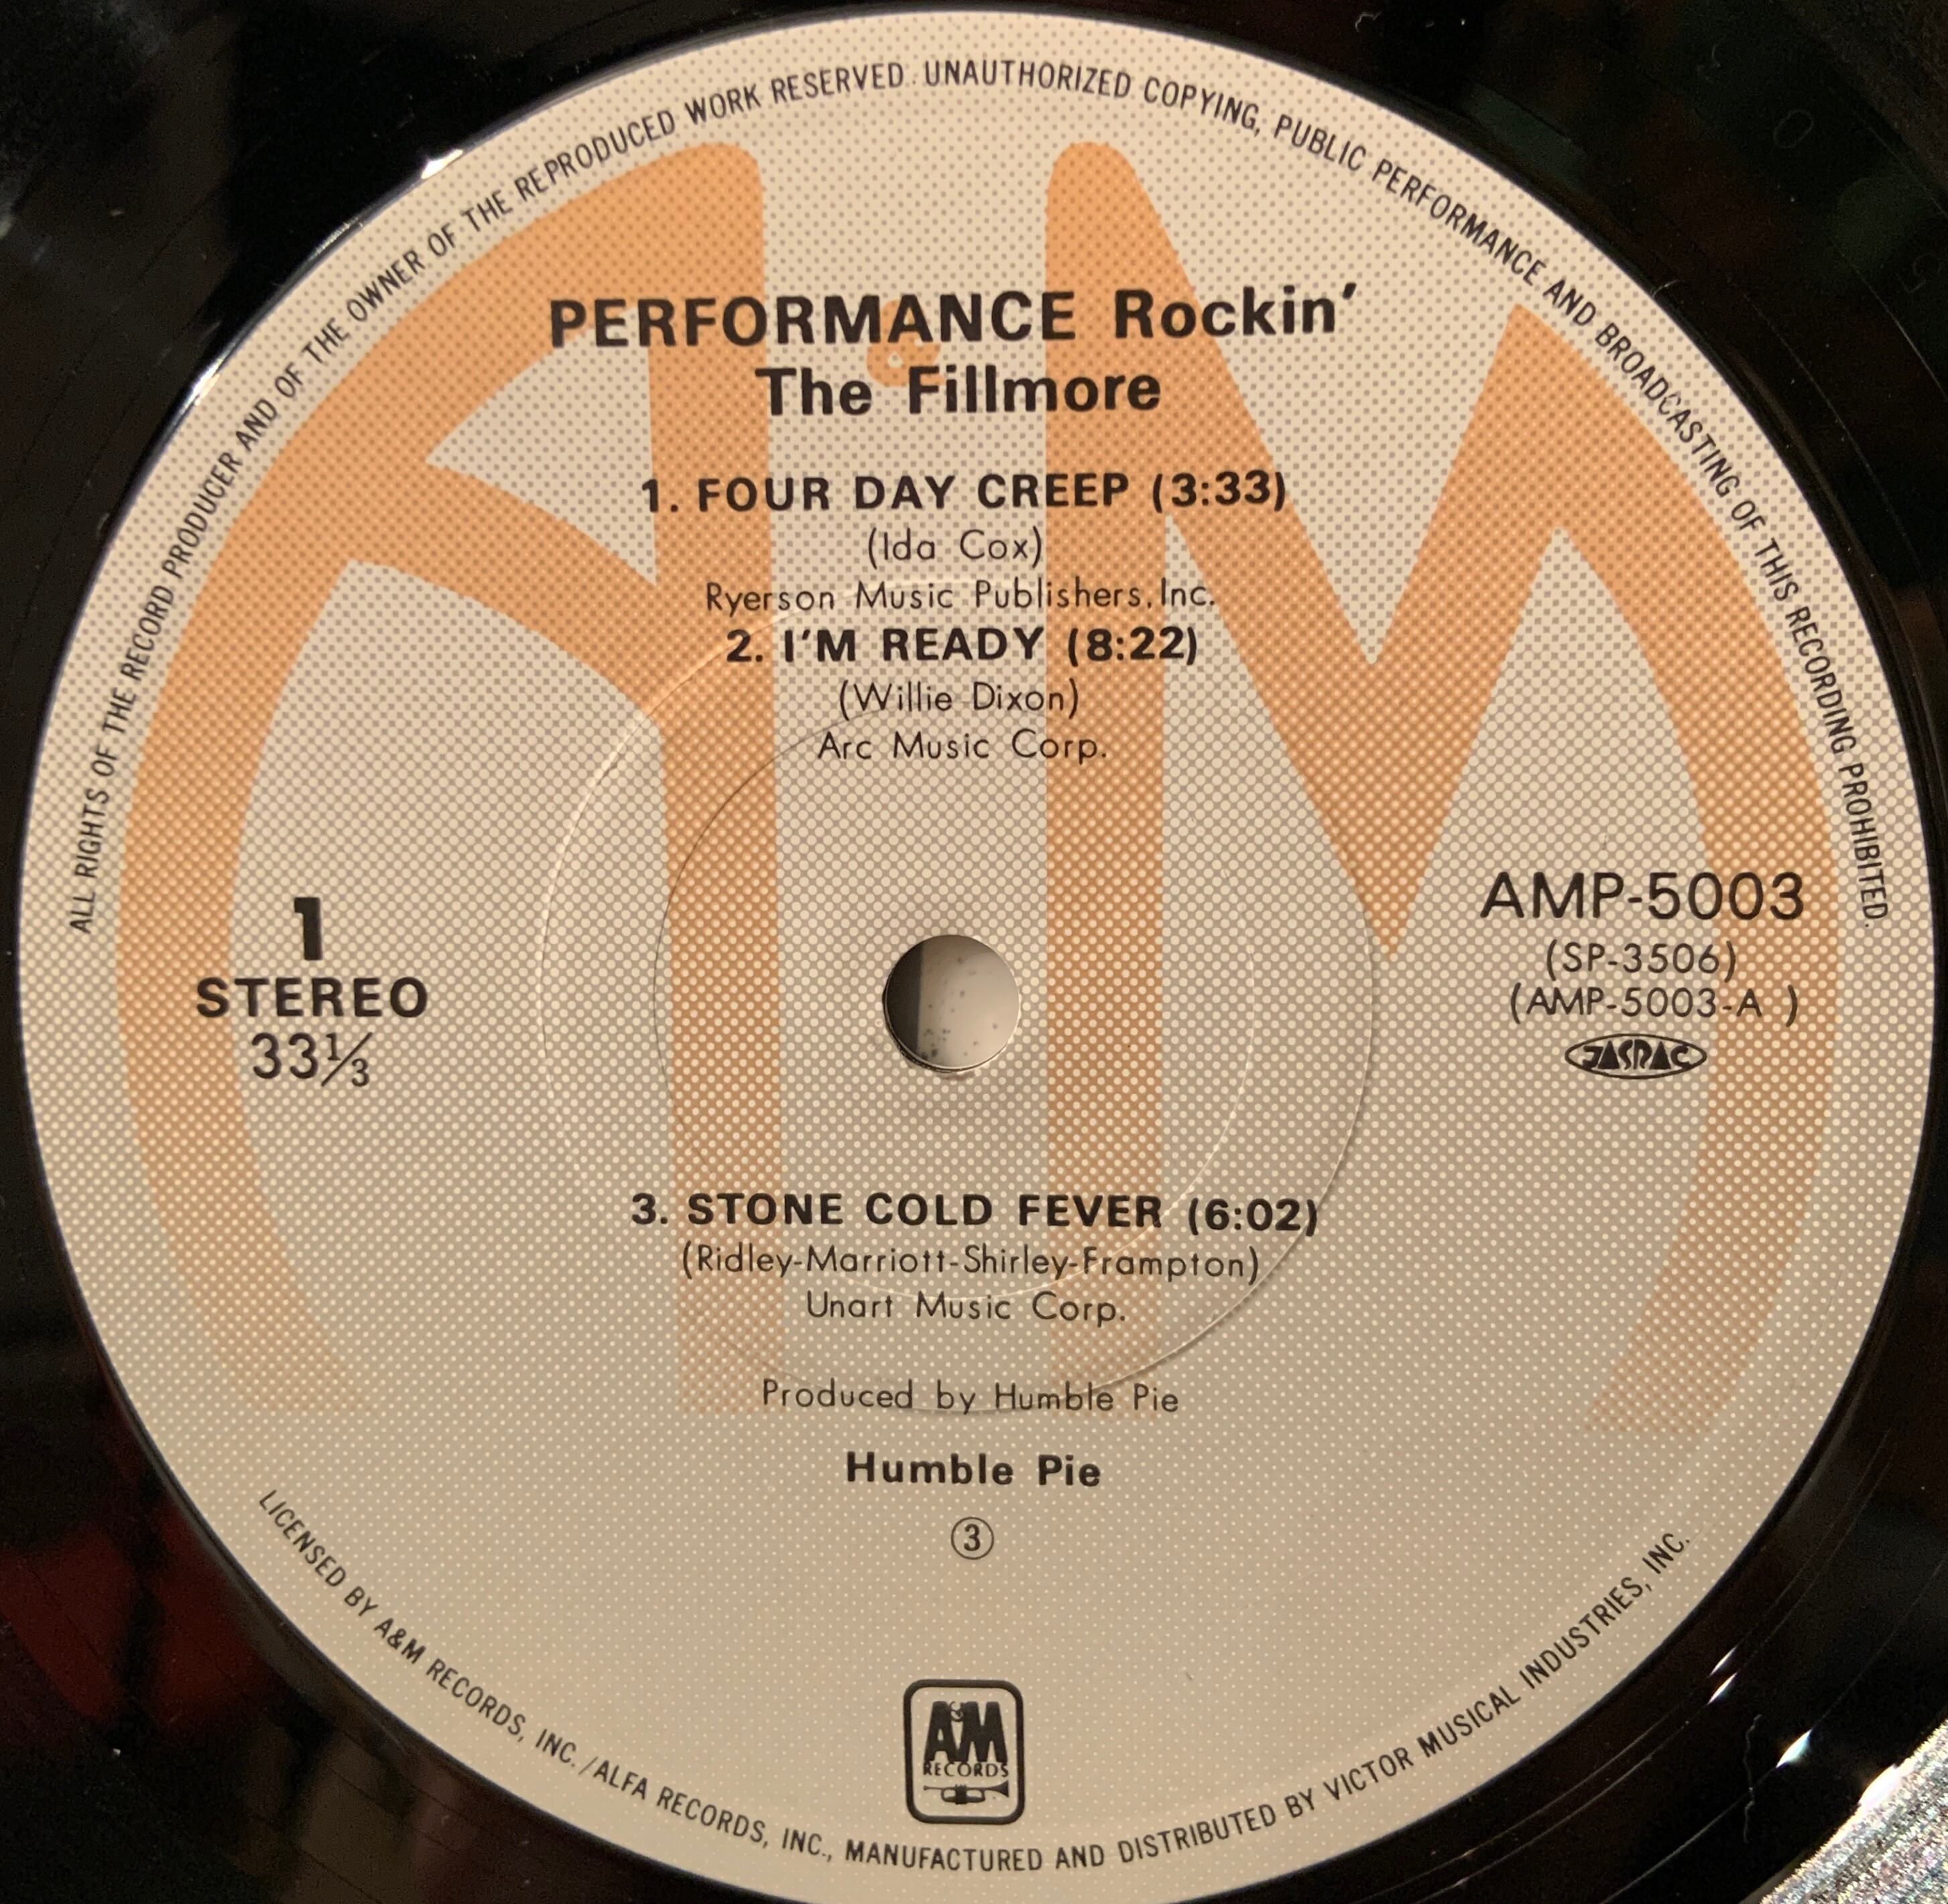 ALL RIGHTS OF THE RECORD PRODUCER AND OF THE OWNER OF THE REPRODUCED WORK RESERVED. UNAUTHORIZED COPYING, PUBLIC PERFORMANCE AND BROADCASTING OF THIS RECORDING PROHIBITED.
PERFORMANCE Rockin'
The Fillmore
1. FOUR DAY CREEP (3:33)
(Ida Cox)
Ryerson Music Publishers, Inc.
2. I'M READY (8:22)
(Willie Dixon)
Arc Music Corp.
1
STEREO
33⅓
AMP-5003
(SP-3506)
(AMP-5003-A )
JASRAC
3. STONE COLD FEVER (6:02)
(Ridley-Marriott-Shirley-Frampton)
Unart Music Corp.
Produced by Humble Pie
Humble Pie
③
A&M
RECORDS
LICENSED BY A&M RECORDS, INC./ALFA RECORDS, INC., MANUFACTURED AND DISTRIBUTED BY VICTOR MUSICAL INDUSTRIES, INC.